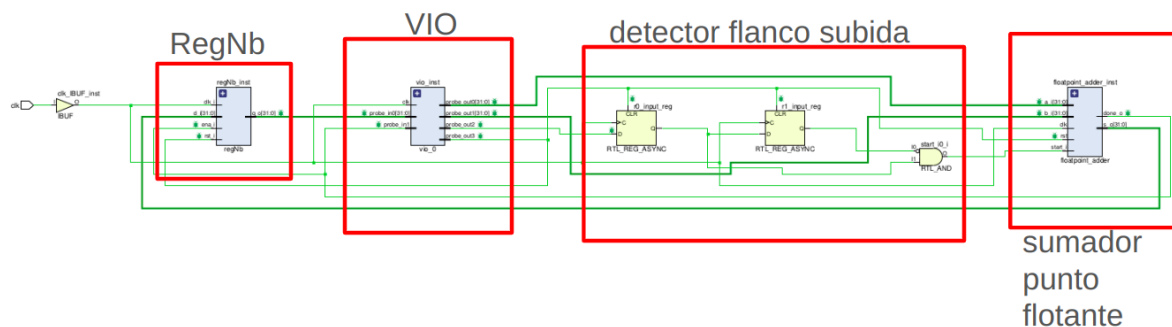 RegNb
VIO
detector flanco subida
clk
clk_IBUF_inst
I
O
IBUF
regNb_inst
clk_i
d_i[31:0]
ena_i
rst_i
q_o[31:0]
regNb
vio_inst
clk
probe_in0[31:0]
probe_in1
probe_out0[31:0]
probe_out1[31:0]
probe_out2
probe_out3
vio_0
r0_input_reg
CLR
C
D
Q
RTL_REG_ASYNC
r1_input_reg
CLR
C
D
Q
RTL_REG_ASYNC
start_i0_i
I0
I1
O
RTL_AND
floatpoint_adder_inst
a_i[31:0]
b_i[31:0]
clk
rst
start_i
done_o
s_o[31:0]
floatpoint_adder
sumador
punto
flotante